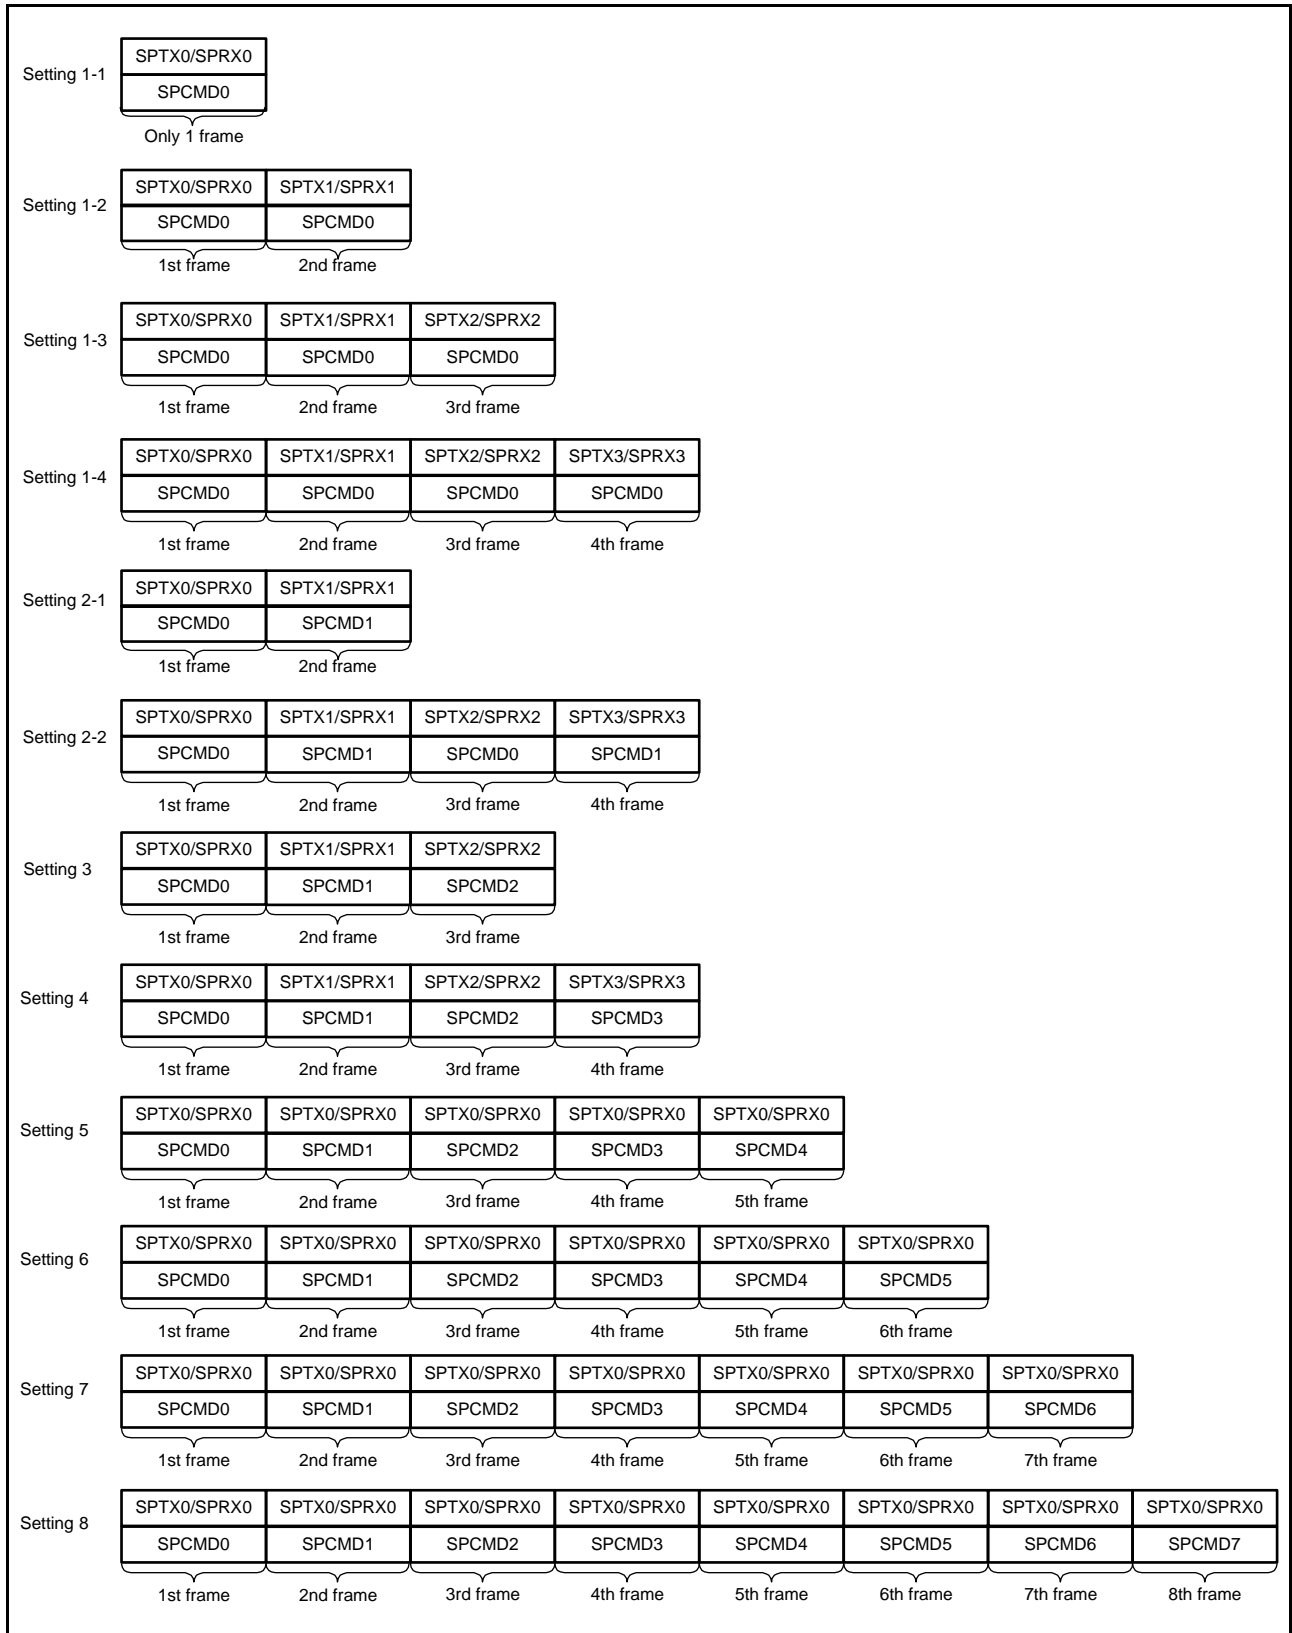 SPTX0/SPRX0
Setting 1-1
SPCMD0
Only 1 frame
SPTX0/SPRX0 SPTX1/SPRX1
Setting 1-2
SPCMD0 SPCMD0
1st frame 2nd frame
SPTX0/SPRX0 SPTX1/SPRX1 SPTX2/SPRX2
Setting 1-3
SPCMD0 SPCMD0 SPCMD0
1st frame 2nd frame 3rd frame
SPTX0/SPRX0 SPTX1/SPRX1 SPTX2/SPRX2 SPTX3/SPRX3
Setting 1-4
SPCMD0 SPCMD0 SPCMD0 SPCMD0
1st frame 2nd frame 3rd frame 4th frame
SPTX0/SPRX0 SPTX1/SPRX1
Setting 2-1
SPCMD0 SPCMD1
1st frame 2nd frame
SPTX0/SPRX0 SPTX1/SPRX1 SPTX2/SPRX2 SPTX3/SPRX3
Setting 2-2
SPCMD0 SPCMD1 SPCMD0 SPCMD1
1st frame 2nd frame 3rd frame 4th frame
SPTX0/SPRX0 SPTX1/SPRX1 SPTX2/SPRX2
Setting 3
SPCMD0 SPCMD1 SPCMD2
1st frame 2nd frame 3rd frame
SPTX0/SPRX0 SPTX1/SPRX1 SPTX2/SPRX2 SPTX3/SPRX3
Setting 4
SPCMD0 SPCMD1 SPCMD2 SPCMD3
1st frame 2nd frame 3rd frame 4th frame
SPTX0/SPRX0 SPTX0/SPRX0 SPTX0/SPRX0 SPTX0/SPRX0 SPTX0/SPRX0
Setting 5
SPCMD0 SPCMD1 SPCMD2 SPCMD3 SPCMD4
1st frame 2nd frame 3rd frame 4th frame 5th frame
SPTX0/SPRX0 SPTX0/SPRX0 SPTX0/SPRX0 SPTX0/SPRX0 SPTX0/SPRX0 SPTX0/SPRX0
Setting 6
SPCMD0 SPCMD1 SPCMD2 SPCMD3 SPCMD4 SPCMD5
1st frame 2nd frame 3rd frame 4th frame 5th frame 6th frame
SPTX0/SPRX0 SPTX0/SPRX0 SPTX0/SPRX0 SPTX0/SPRX0 SPTX0/SPRX0 SPTX0/SPRX0 SPTX0/SPRX0
Setting 7
SPCMD0 SPCMD1 SPCMD2 SPCMD3 SPCMD4 SPCMD5 SPCMD6
1st frame 2nd frame 3rd frame 4th frame 5th frame 6th frame 7th frame
SPTX0/SPRX0 SPTX0/SPRX0 SPTX0/SPRX0 SPTX0/SPRX0 SPTX0/SPRX0 SPTX0/SPRX0 SPTX0/SPRX0 SPTX0/SPRX0
Setting 8
SPCMD0 SPCMD1 SPCMD2 SPCMD3 SPCMD4 SPCMD5 SPCMD6 SPCMD7
1st frame 2nd frame 3rd frame 4th frame 5th frame 6th frame 7th frame 8th frame